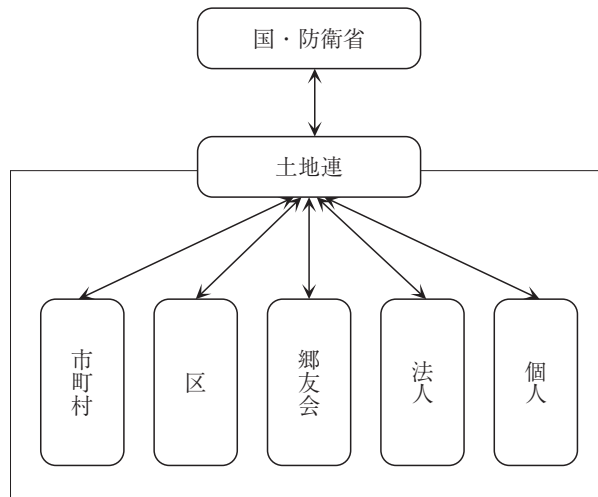 国・防衛省
土地連
市町村
区
郷友会
法人
個人